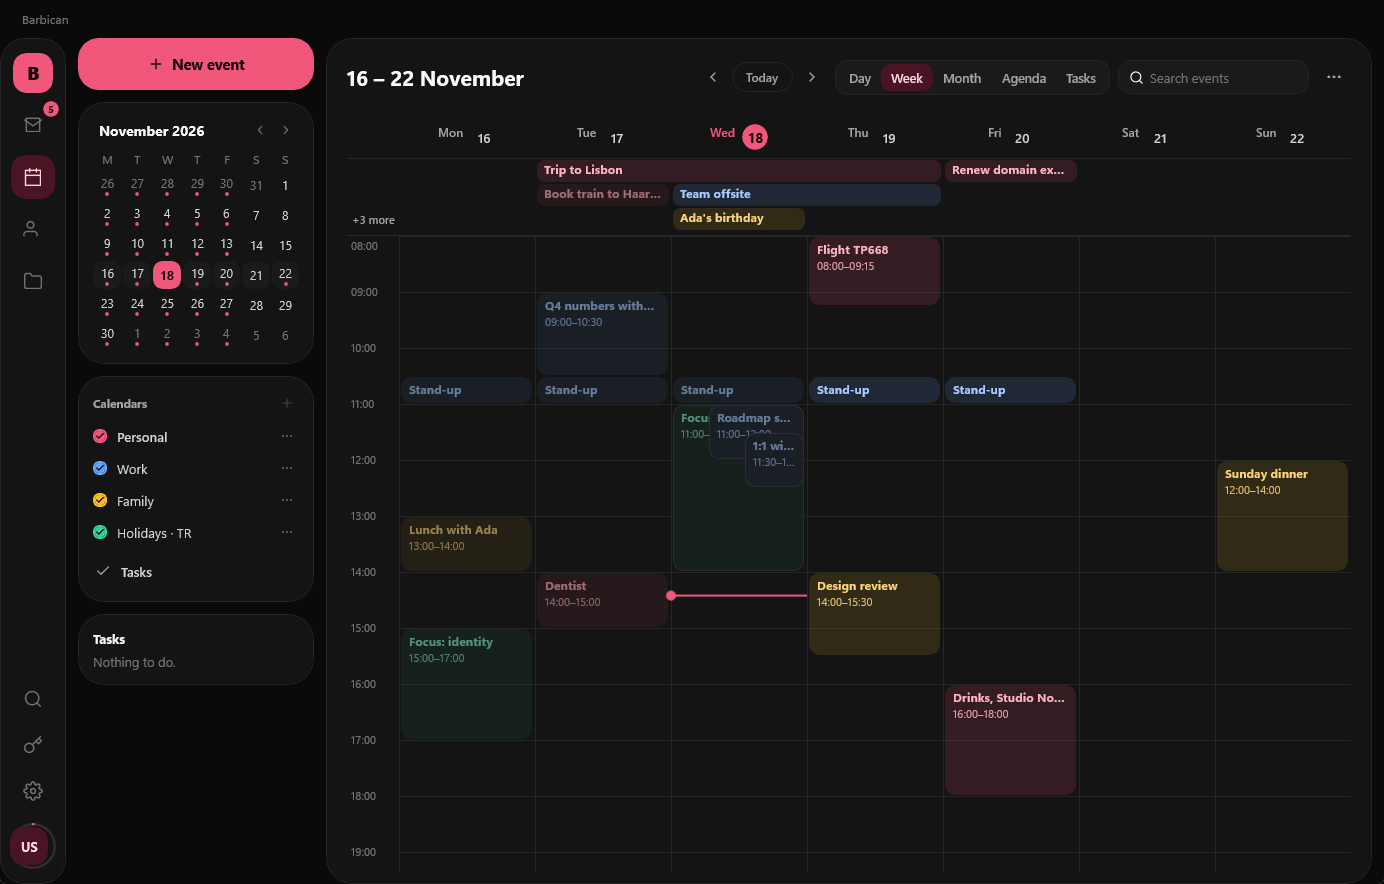 Barbican
B
5
US
+ New event
November 2026
M T W T F S S
26 27 28 29 30 31 1
2 3 4 5 6 7 8
9 10 11 12 13 14 15
16 17 18 19 20 21 22
23 24 25 26 27 28 29
30 1 2 3 4 5 6
Calendars
Personal
Work
Family
Holidays · TR
Tasks
Tasks
Nothing to do.
16 – 22 November
Today
Day Week Month Agenda Tasks
Search events
Mon 16 Tue 17 Wed 18 Thu 19 Fri 20 Sat 21 Sun 22
Trip to Lisbon
Renew domain ex...
Book train to Haar...
Team offsite
+3 more
Ada's birthday
08:00
Flight TP668
08:00–09:15
09:00
Q4 numbers with...
09:00–10:30
10:00
Stand-up
Stand-up
Stand-up
Stand-up
Stand-up
11:00
Focu
11:00–
Roadmap s...
1:1 wi...
11:30–1...
12:00
Sunday dinner
12:00–14:00
13:00
Lunch with Ada
13:00–14:00
14:00
Dentist
14:00–15:00
Design review
14:00–15:30
15:00
Focus: identity
15:00–17:00
16:00
Drinks, Studio No...
16:00–18:00
17:00
18:00
19:00